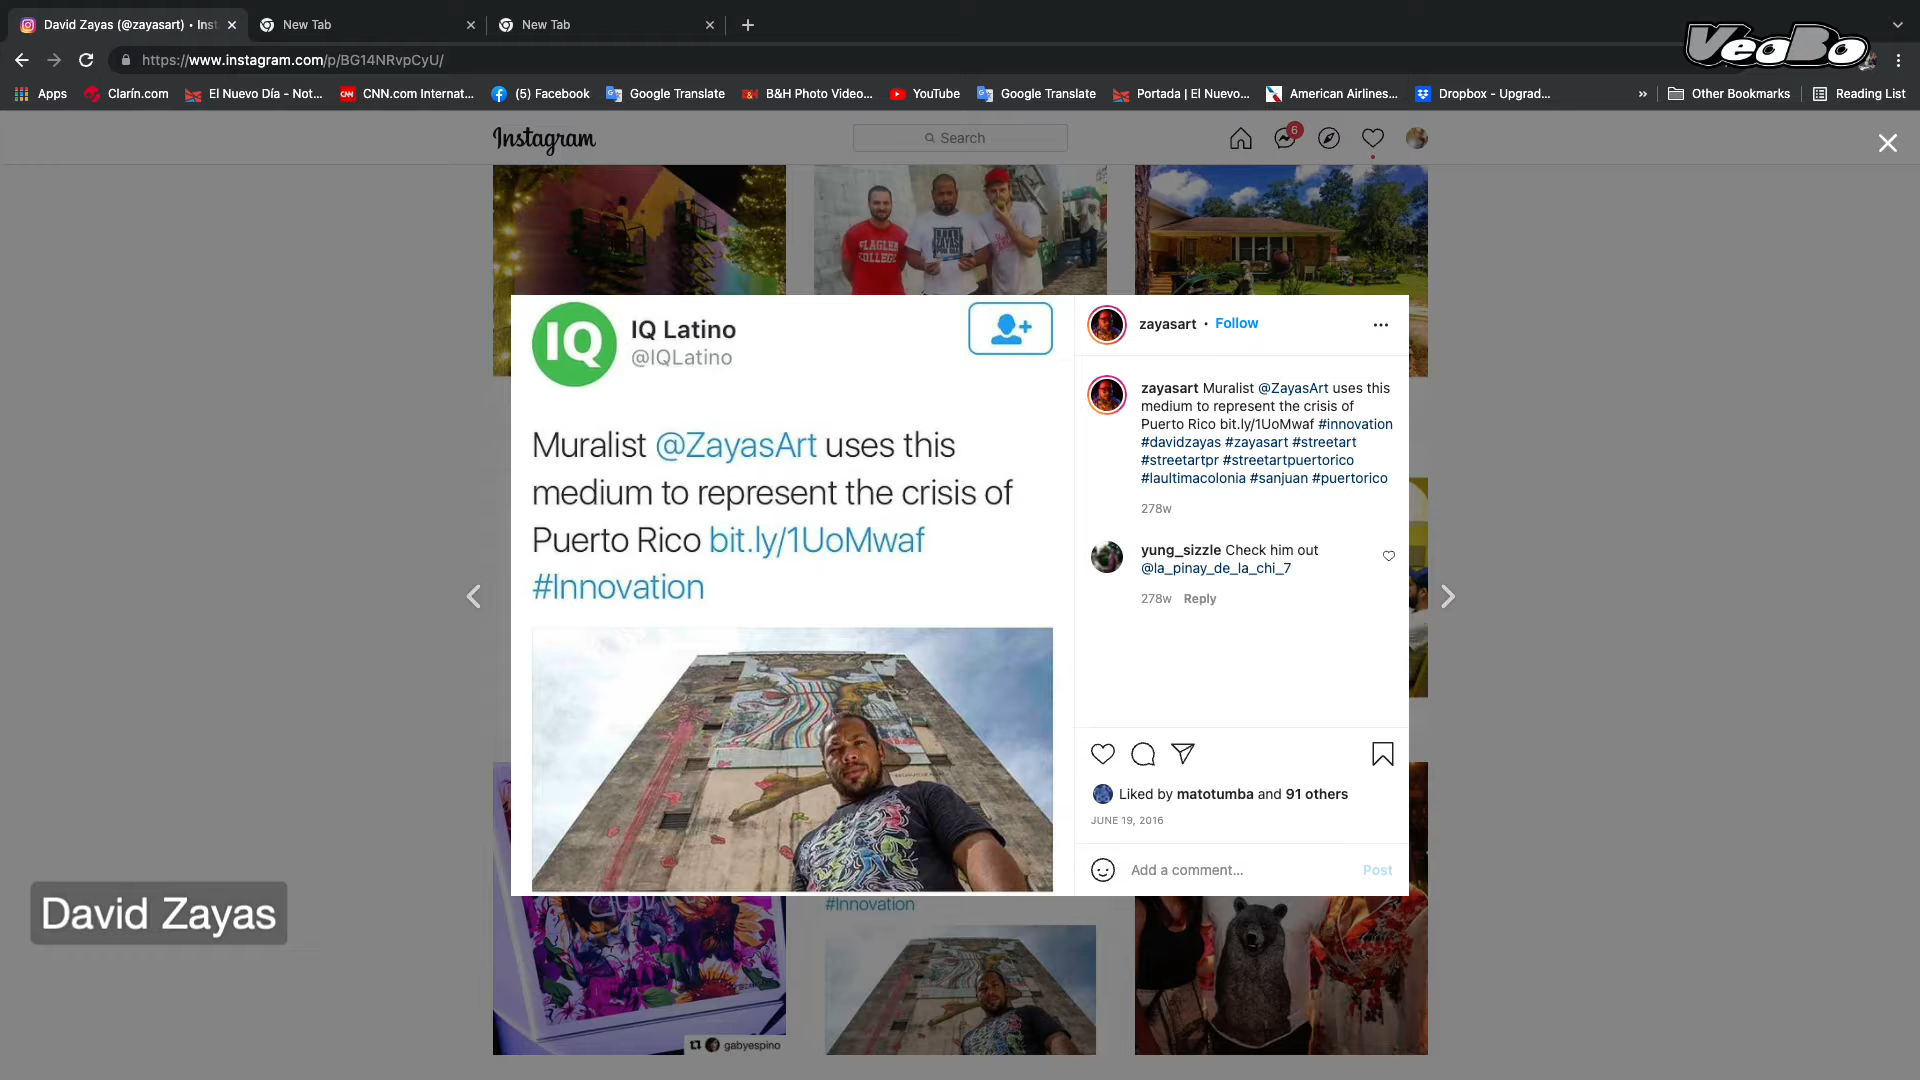 David Zayas (@zayasart) • Inst
New Tab
New Tab
VeoBo
https://www.instagram.com/p/BG14NRvpCyU/
Apps
Clarín.com
El Nuevo Día - Not...
CNN.com Internat...
(5) Facebook
Google Translate
B&H Photo Video...
YouTube
Google Translate
Portada | El Nuevo...
American Airlines...
Dropbox - Upgrad...
»
Other Bookmarks
Reading List
Instagram
Search
6
FLAGLER
COLLEGE
ZAYAS
IQ
IQ Latino
@IQLatino
Muralist @ZayasArt uses this
medium to represent the crisis of
Puerto Rico bit.ly/1UoMwaf
#Innovation
zayasart • Follow
zayasart Muralist @ZayasArt uses this
medium to represent the crisis of
Puerto Rico bit.ly/1UoMwaf #innovation
#davidzayas #zayasart #streetart
#streetartpr #streetartpuertorico
#laultimacolonia #sanjuan #puertorico
278w
yung_sizzle Check him out
@la_pinay_de_la_chi_7
278w Reply
Liked by matotumba and 91 others
JUNE 19, 2016
Add a comment...
Post
David Zayas
#Innovation
gabyespino